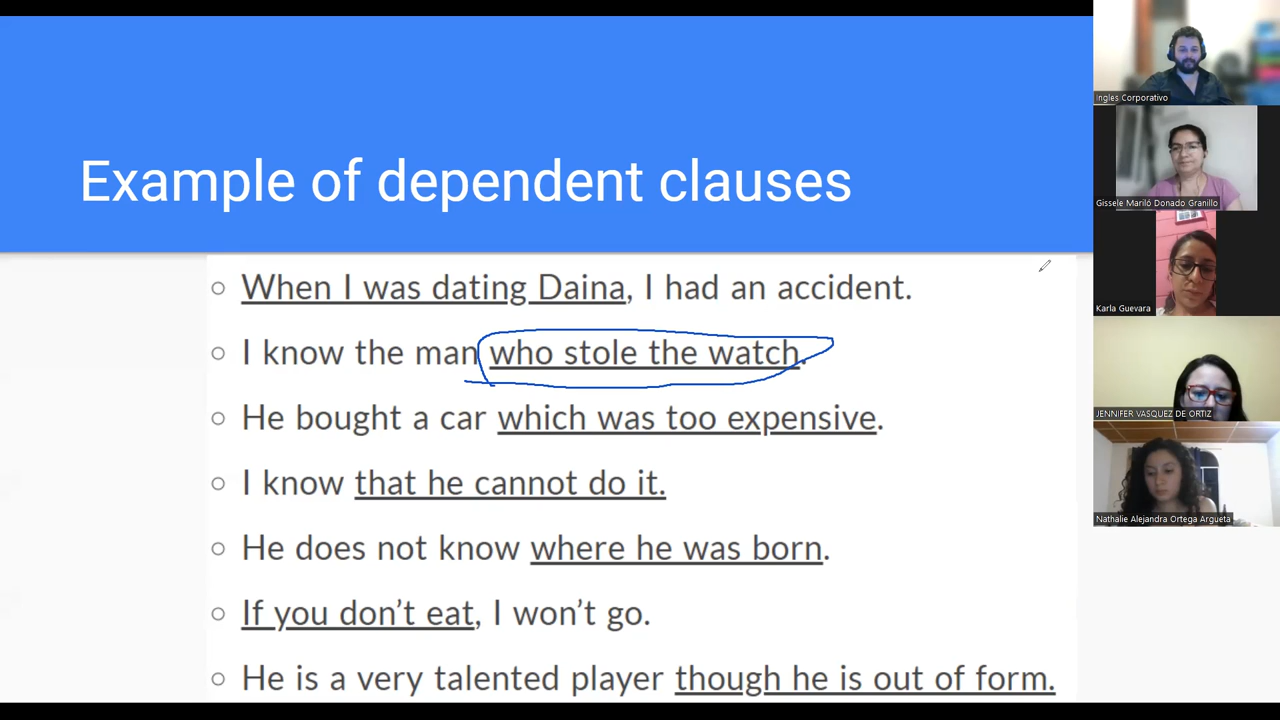 Example of dependent clauses
When I was dating Daina, I had an accident.
I know the man who stole the watch.
He bought a car which was too expensive.
I know that he cannot do it.
He does not know where he was born.
If you don't eat, I won't go.
He is a very talented player though he is out of form.
Ingles Corporativo
Gissele Mariló Donado Granillo
Karla Guevara
JENNIFER VASQUEZ DE ORTIZ
Nathalie Alejandra Ortega Argueta